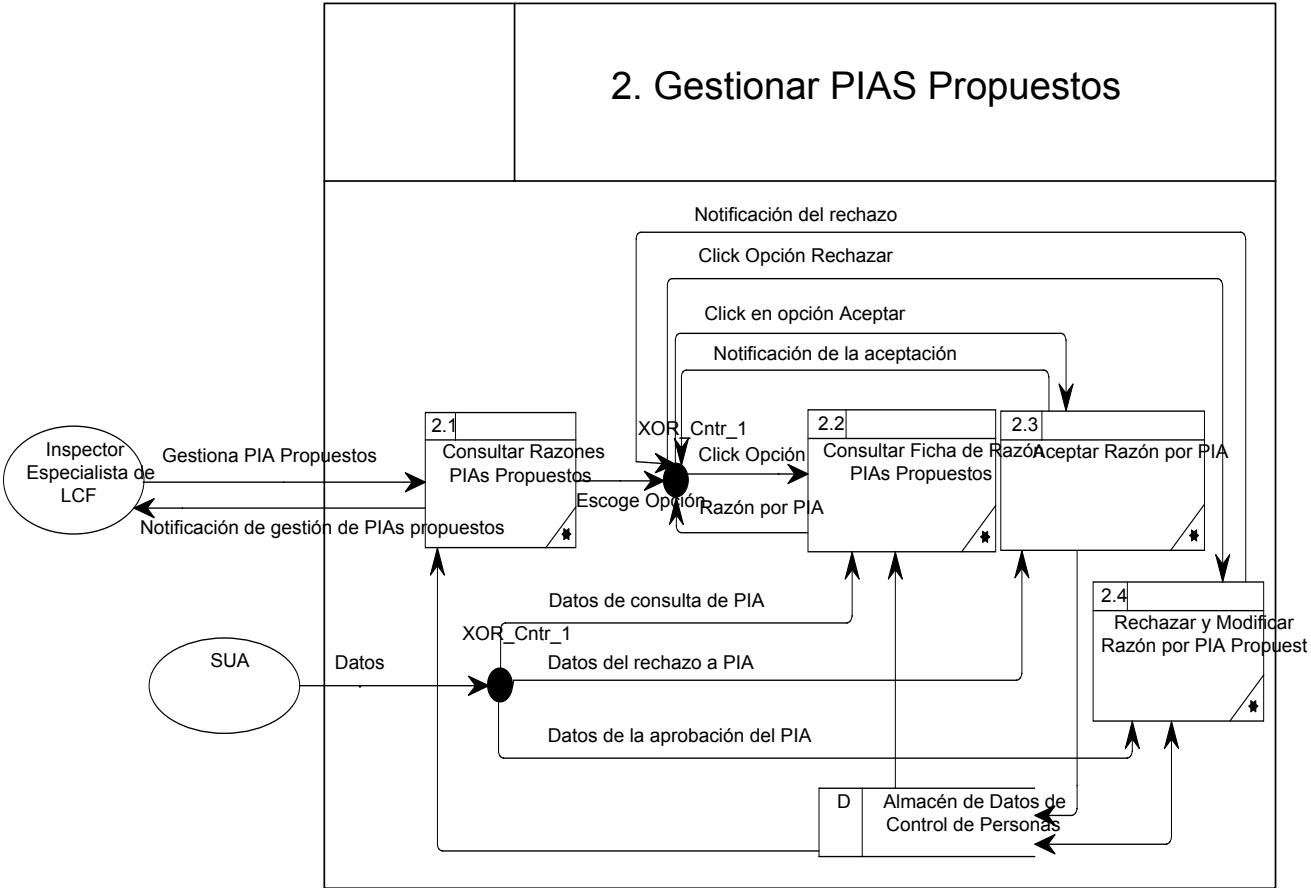 2. Gestionar PIAS Propuestos
Notificación del rechazo
Click Opción Rechazar
Click en opción Aceptar
Notificación de la aceptación
Inspector
Especialista de
LCF
Gestiona PIA Propuestos
Notificación de gestión de PIAs propuestos
2.1
Consultar Razones
PIAs Propuestos
Escoge Opción
XOR_Cntr_1
Click Opción
Razón por PIA
2.2
Consultar Ficha de Razón
PIAs Propuestos
2.3
Aceptar Razón por PIA
2.4
Rechazar y Modificar
Razón por PIA Propuest
SUA
Datos
XOR_Cntr_1
Datos de consulta de PIA
Datos del rechazo a PIA
Datos de la aprobación del PIA
D
Almacén de Datos de
Control de Personas